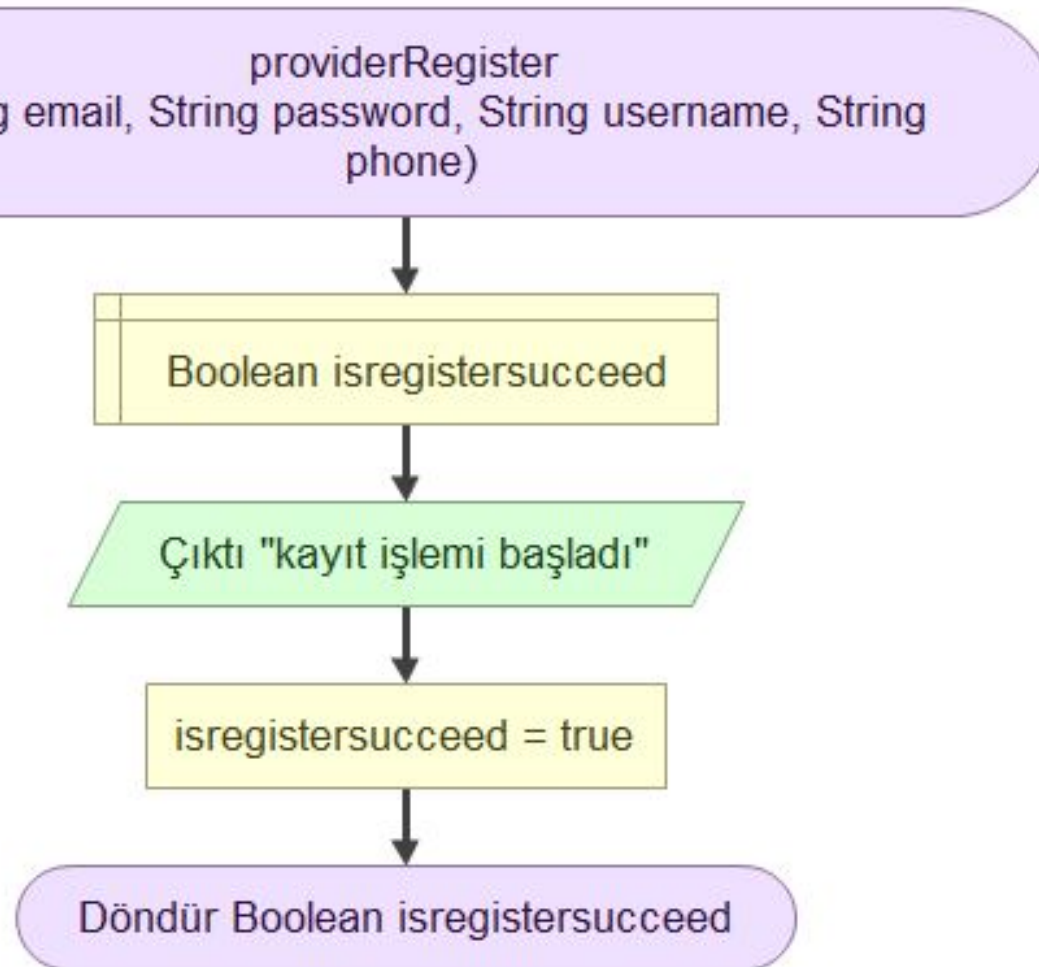 providerRegister
email, String password, String username, String
phone)
Boolean isregistersucceed
Çıktı "kayıt işlemi başladı"
isregistersucceed = true
Döndür Boolean isregistersucceed